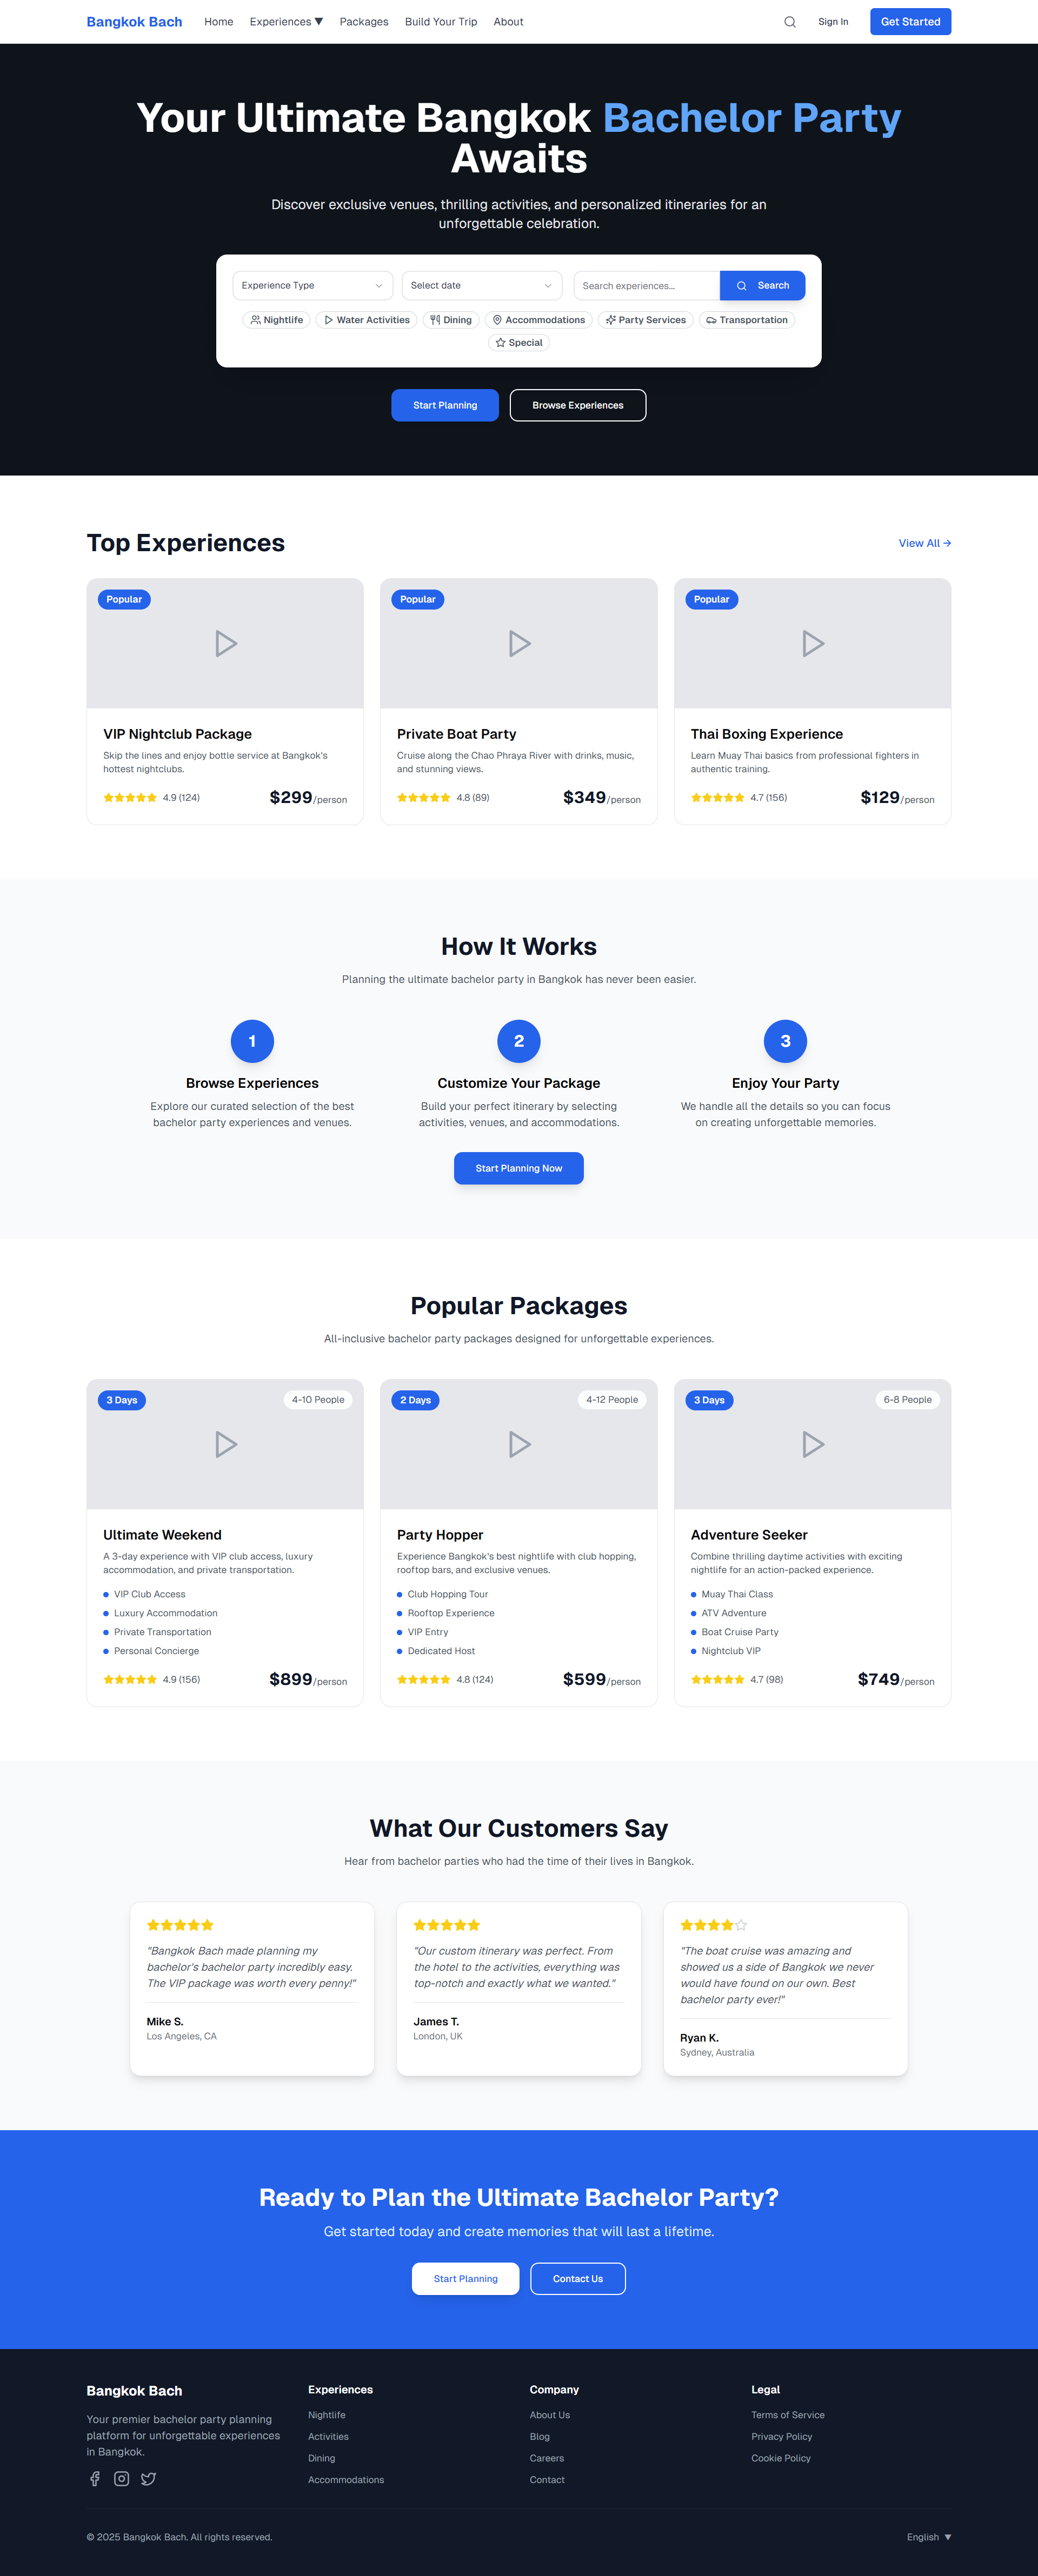 Bangkok Bach
Home
Experiences ▼
Packages
Build Your Trip
About
Sign In
Get Started
Your Ultimate Bangkok Bachelor Party
Awaits
Discover exclusive venues, thrilling activities, and personalized itineraries for an
unforgettable celebration.
Experience Type
Select date
Search experiences...
Search
Nightlife
Water Activities
Dining
Accommodations
Party Services
Transportation
Special
Start Planning
Browse Experiences
Top Experiences
View All →
Popular
Popular
Popular
VIP Nightclub Package
Skip the lines and enjoy bottle service at Bangkok's
hottest nightclubs.
4.9 (124)
$299/person
Private Boat Party
Cruise along the Chao Phraya River with drinks, music,
and stunning views.
4.8 (89)
$349/person
Thai Boxing Experience
Learn Muay Thai basics from professional fighters in
authentic training.
4.7 (156)
$129/person
How It Works
Planning the ultimate bachelor party in Bangkok has never been easier.
1
Browse Experiences
Explore our curated selection of the best
bachelor party experiences and venues.
2
Customize Your Package
Build your perfect itinerary by selecting
activities, venues, and accommodations.
3
Enjoy Your Party
We handle all the details so you can focus
on creating unforgettable memories.
Start Planning Now
Popular Packages
All-inclusive bachelor party packages designed for unforgettable experiences.
3 Days
4-10 People
Ultimate Weekend
A 3-day experience with VIP club access, luxury
accommodation, and private transportation.
VIP Club Access
Luxury Accommodation
Private Transportation
Personal Concierge
4.9 (156)
$899/person
2 Days
4-12 People
Party Hopper
Experience Bangkok's best nightlife with club hopping,
rooftop bars, and exclusive venues.
Club Hopping Tour
Rooftop Experience
VIP Entry
Dedicated Host
4.8 (124)
$599/person
3 Days
6-8 People
Adventure Seeker
Combine thrilling daytime activities with exciting
nightlife for an action-packed experience.
Muay Thai Class
ATV Adventure
Boat Cruise Party
Nightclub VIP
4.7 (98)
$749/person
What Our Customers Say
Hear from bachelor parties who had the time of their lives in Bangkok.
"Bangkok Bach made planning my
bachelor's bachelor party incredibly easy.
The VIP package was worth every penny!"
Mike S.
Los Angeles, CA
"Our custom itinerary was perfect. From
the hotel to the activities, everything was
top-notch and exactly what we wanted."
James T.
London, UK
"The boat cruise was amazing and
showed us a side of Bangkok we never
would have found on our own. Best
bachelor party ever!"
Ryan K.
Sydney, Australia
Ready to Plan the Ultimate Bachelor Party?
Get started today and create memories that will last a lifetime.
Start Planning
Contact Us
Bangkok Bach
Your premier bachelor party planning
platform for unforgettable experiences
in Bangkok.
Experiences
Nightlife
Activities
Dining
Accommodations
Company
About Us
Blog
Careers
Contact
Legal
Terms of Service
Privacy Policy
Cookie Policy
© 2025 Bangkok Bach. All rights reserved.
English ▼